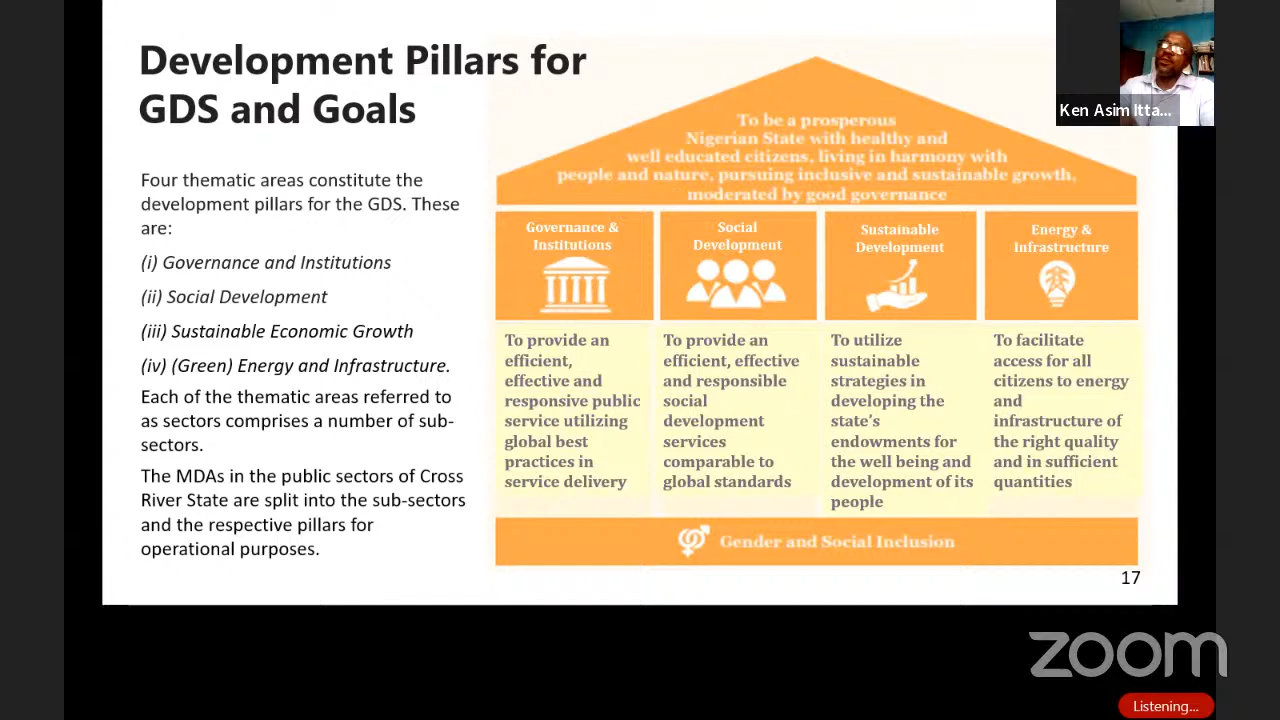 Development Pillars for
GDS and Goals
Four thematic areas constitute the
development pillars for the GDS. These
are:
(i) Governance and Institutions
(ii) Social Development
(iii) Sustainable Economic Growth
(iv) (Green) Energy and Infrastructure.
Each of the thematic areas referred to
as sectors comprises a number of sub-
sectors.
The MDAs in the public sectors of Cross
River State are split into the sub-sectors
and the respective pillars for
operational purposes.
To be a prosperous
Nigerian State with healthy and
well educated citizens, living in harmony with
people and nature, pursuing inclusive and sustainable growth,
moderated by good governance
Governance &
Institutions
To provide an
efficient,
effective and
responsive public
service utilizing
global best
practices in
service delivery
Social
Development
To provide an
efficient, effective
and responsible
social
development
services
comparable to
global standards
Sustainable
Development
To utilize
sustainable
strategies in
developing the
state's
endowments for
the well being and
development of its
people
Energy &
Infrastructure
To facilitate
access for all
citizens to energy
and
infrastructure of
the right quality
and in sufficient
quantities
Gender and Social Inclusion
17
Ken Asim Itta...
zoom
Listening...